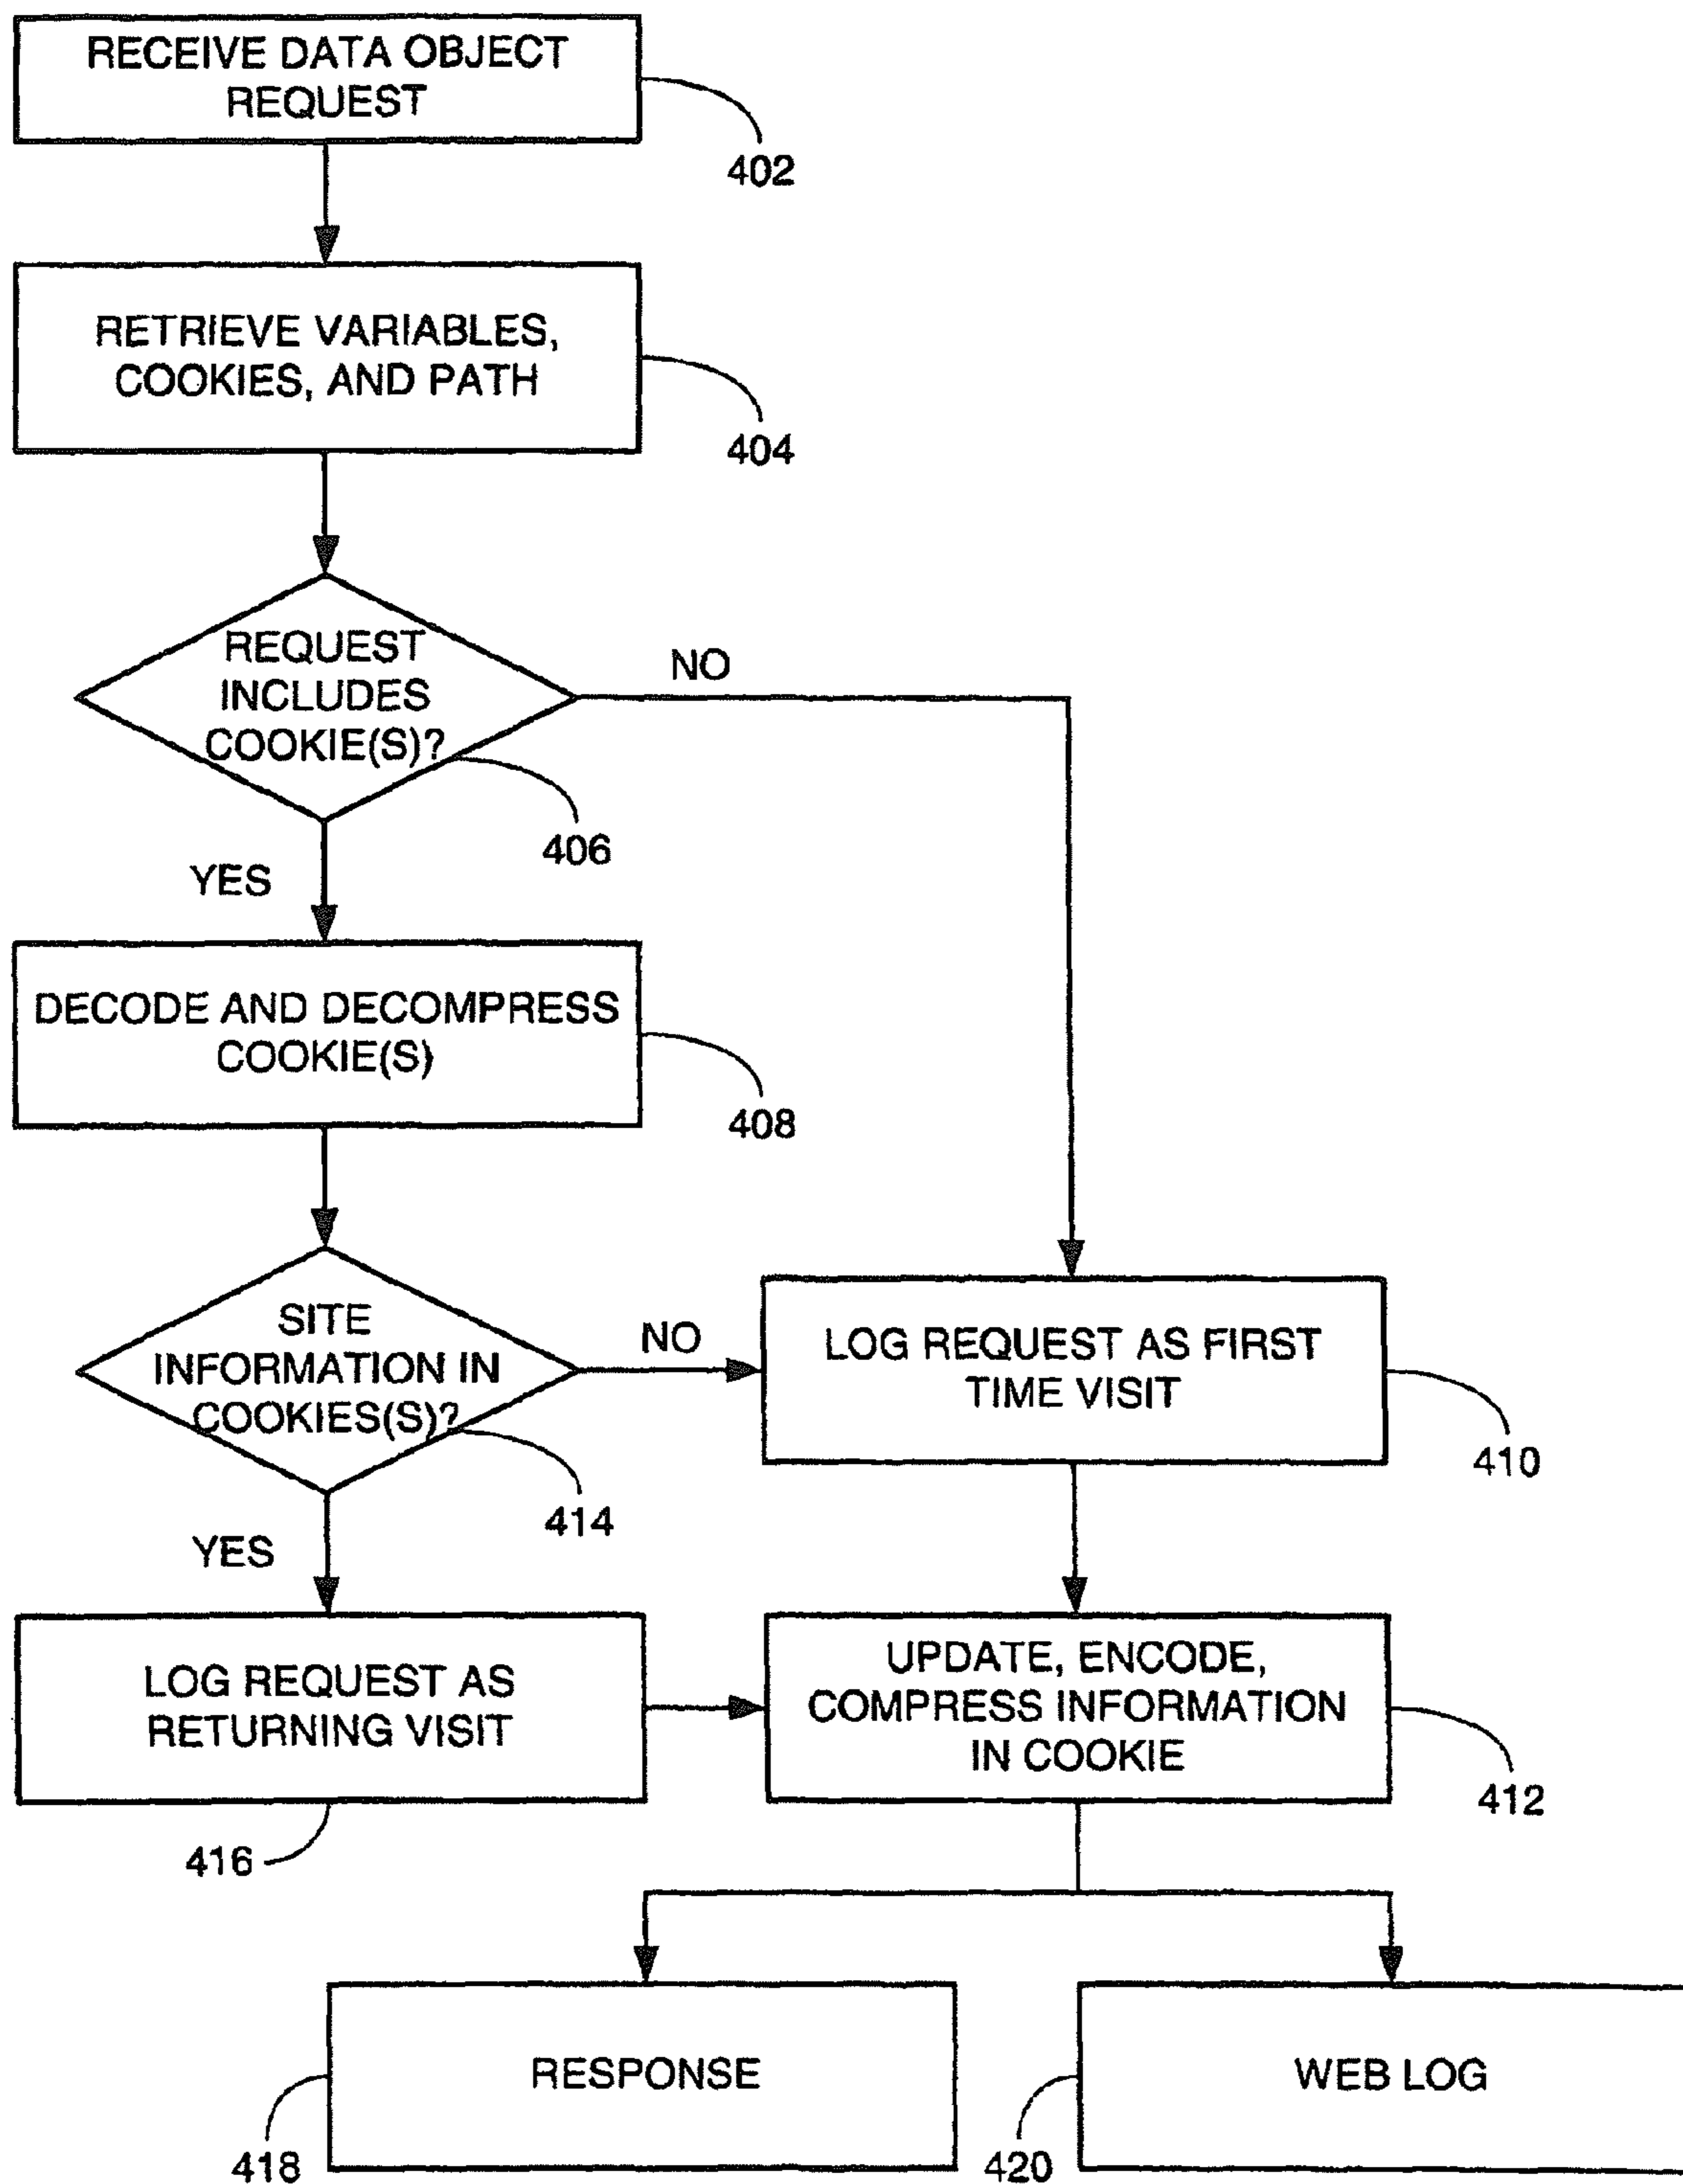 RECEIVE DATA OBJECT
REQUEST
402
RETRIEVE VARIABLES,
COOKIES, AND PATH
404
REQUEST
INCLUDES
COOKIE(S)?
NO
406
YES
DECODE AND DECOMPRESS
COOKIE(S)
408
SITE
INFORMATION IN
COOKIES(S)?
NO
LOG REQUEST AS FIRST
TIME VISIT
410
414
YES
LOG REQUEST AS
RETURNING VISIT
UPDATE, ENCODE,
COMPRESS INFORMATION
IN COOKIE
412
416
RESPONSE
WEB LOG
418
420